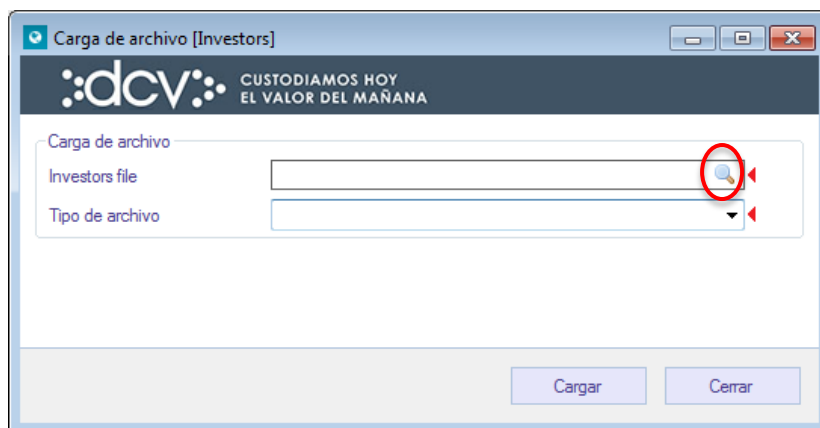 Carga de archivo [Investors]
dcv CUSTODIAMOS HOY
EL VALOR DEL MAÑANA
Carga de archivo
Investors file
Tipo de archivo
Cargar
Cerrar